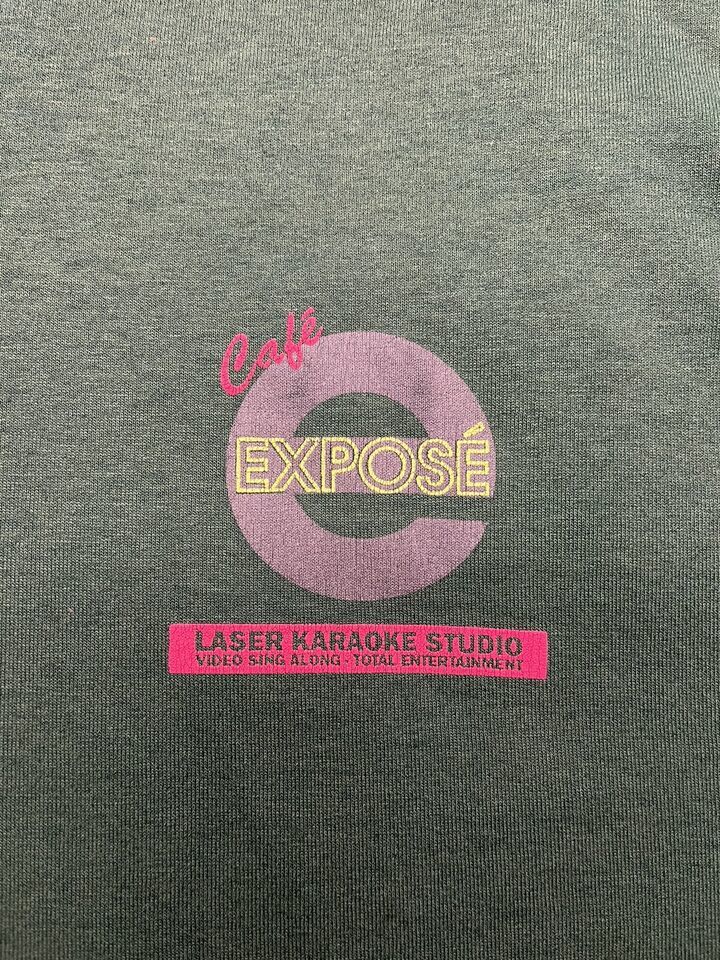 Café
e
EXPOSÉ
LASER KARAOKE STUDIO
VIDEO SING ALONG - TOTAL ENTERTAINMENT